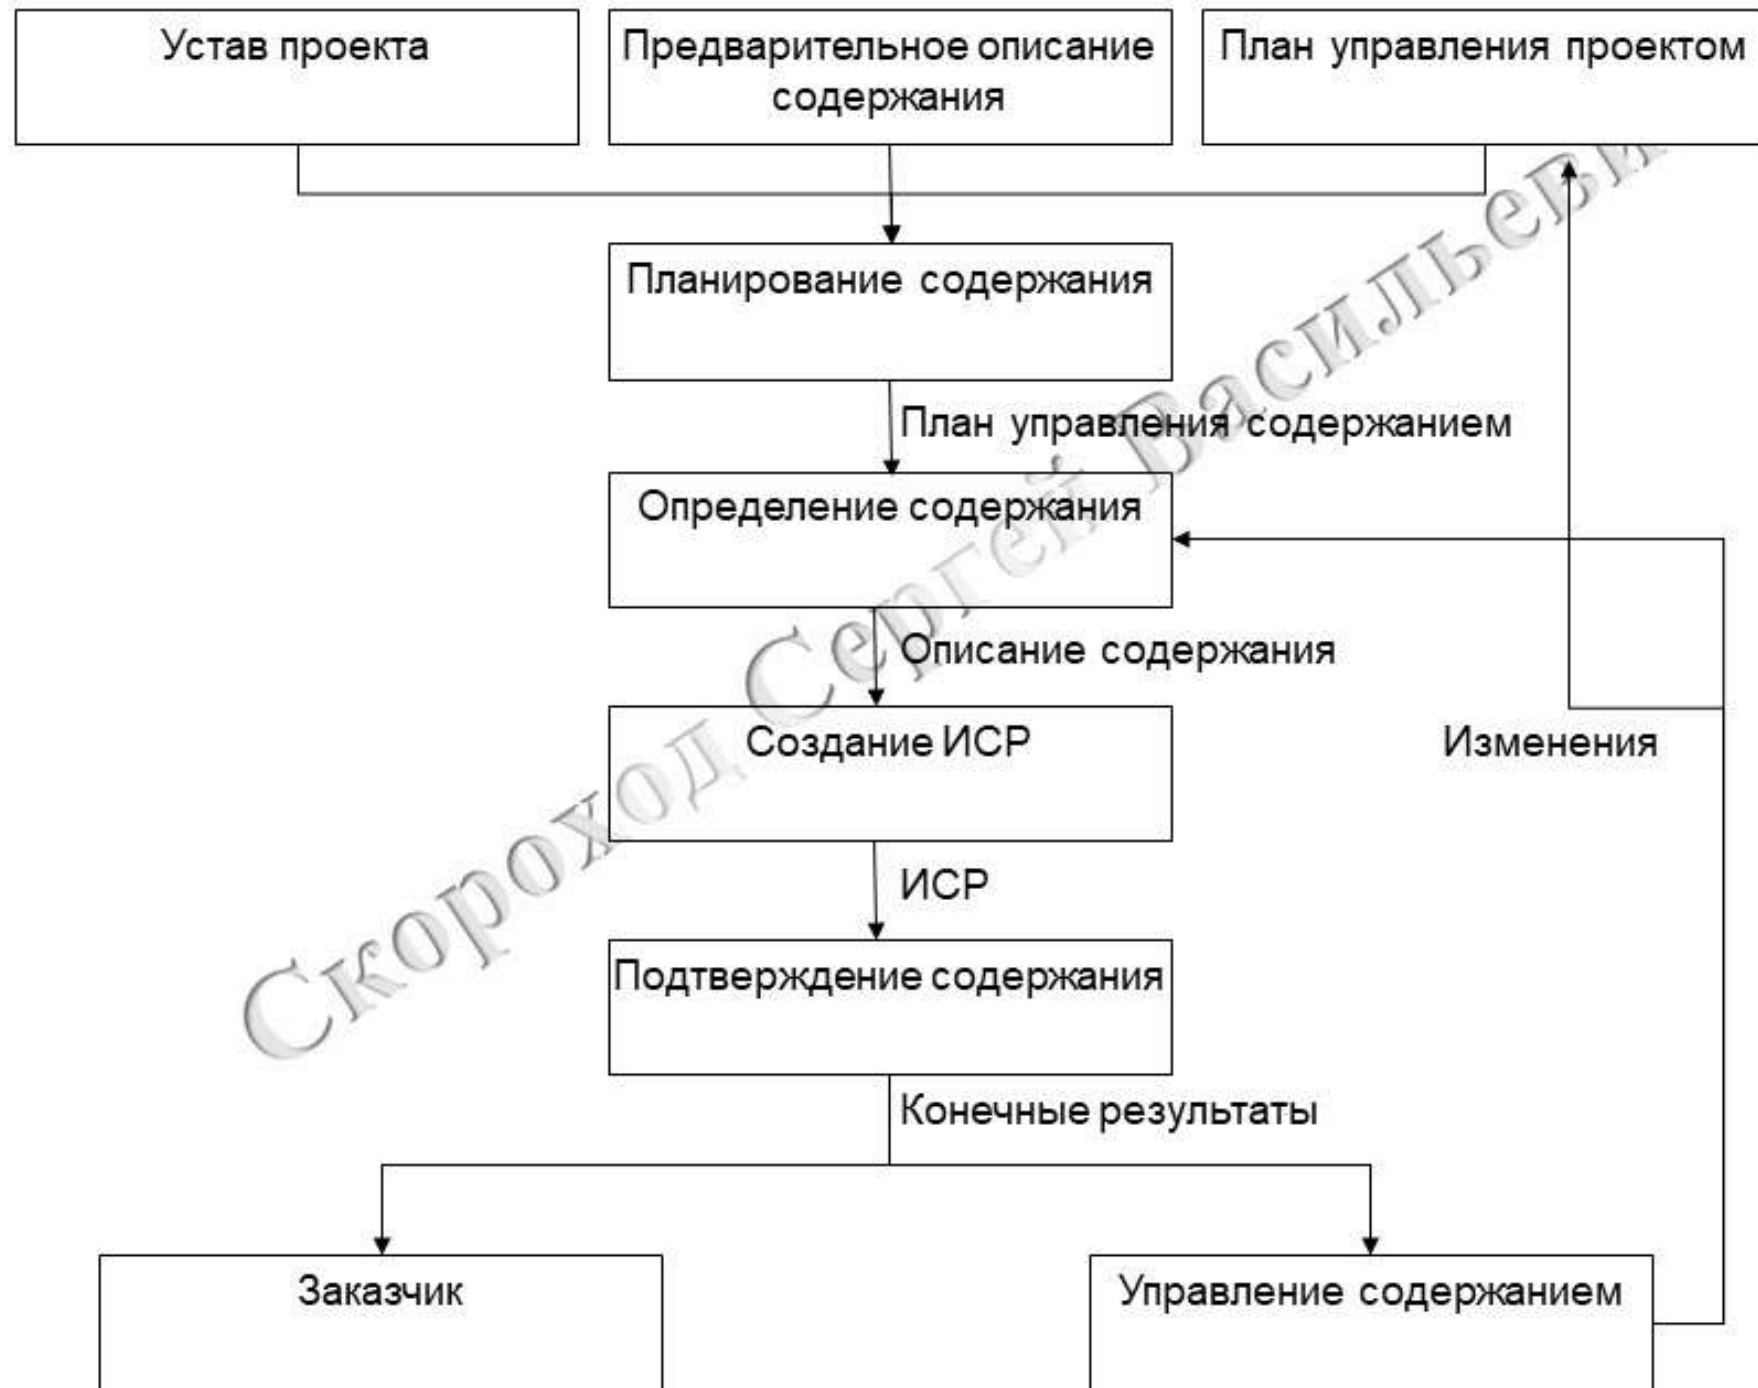 Устав проекта
Предварительное описание
содержания
План управления проектом
Планирование содержания
План управления содержанием
Определение содержания
Описание содержания
Создание ИСР
Изменения
ИСР
Подтверждение содержания
Конечные результаты
Заказчик
Управление содержанием
Скороход Сергей Васильеви